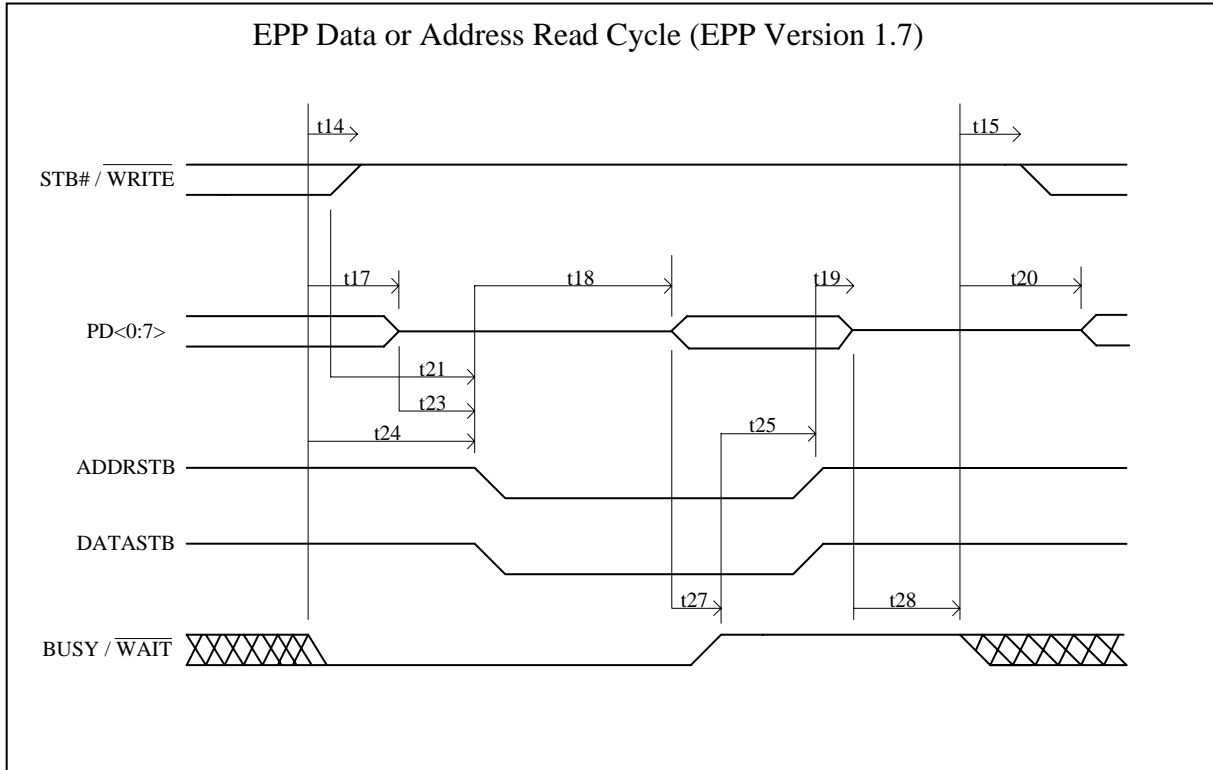 EPP Data or Address Read Cycle (EPP Version 1.7)
t14
t15
STB# / WRITE
t17
t18
t19
t20
PD<0:7>
t21
t23
t25
t24
ADDRSTB
DATASTB
t27
t28
BUSY / WAIT